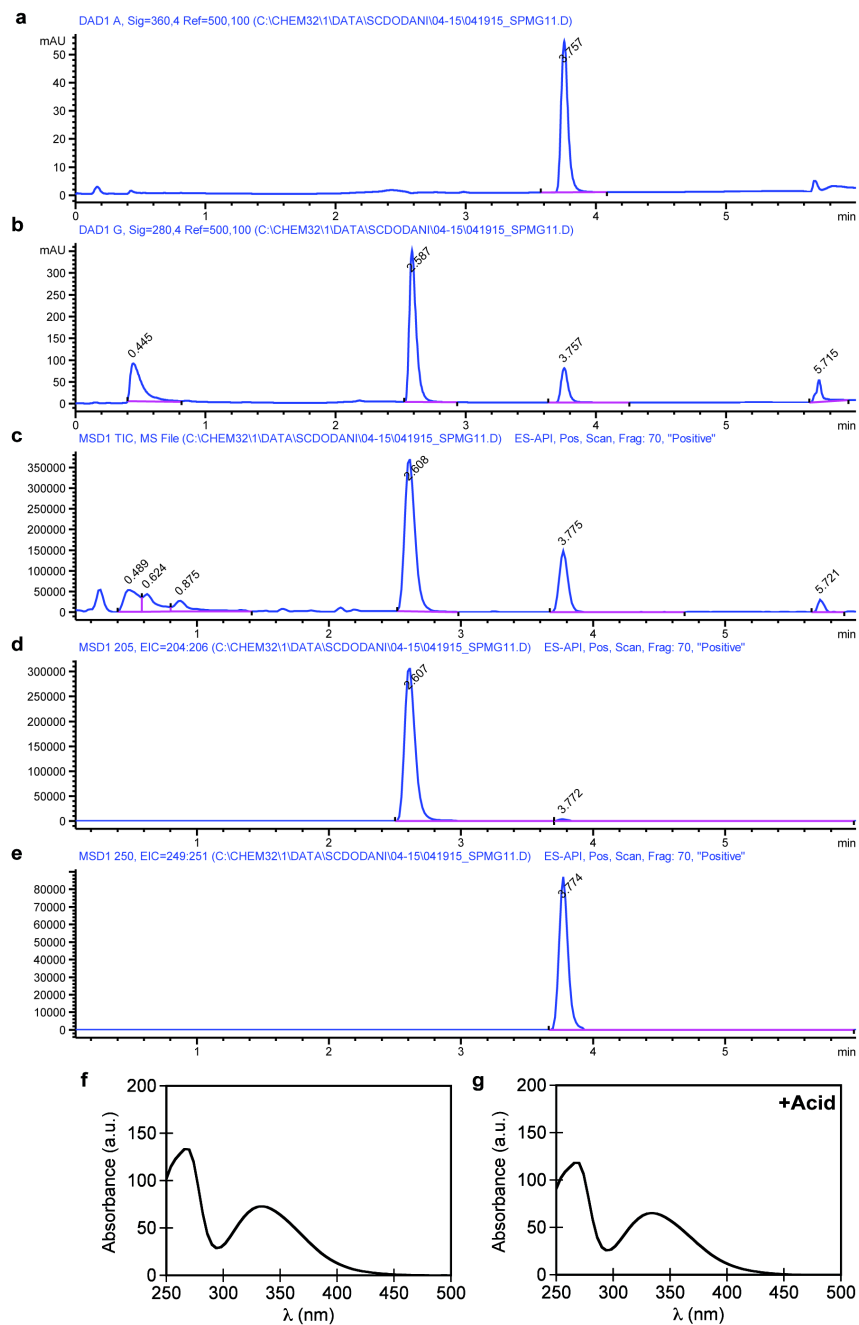 a
DAD1 A, Sig=360,4 Ref=500,100 (C:\CHEM32\1\DATA\SCDODANI\04-15\041915_SPMG11.D)
mAU
50
40
30
20
10
0
3.757
0 1 2 3 4 5 min
b
DAD1 G, Sig=280,4 Ref=500,100 (C:\CHEM32\1\DATA\SCDODANI\04-15\041915_SPMG11.D)
mAU
300
250
200
150
100
50
0
0.445
2.587
3.757
5.715
0 1 2 3 4 5 min
c
MSD1 TIC, MS File (C:\CHEM32\1\DATA\SCDODANI\04-15\041915_SPMG11.D) ES-API, Pos, Scan, Frag: 70, "Positive"
350000
300000
250000
200000
150000
100000
50000
0
0.489
0.624
0.875
2.608
3.775
5.721
1 2 3 4 5 min
d
MSD1 205, EIC=204:206 (C:\CHEM32\1\DATA\SCDODANI\04-15\041915_SPMG11.D) ES-API, Pos, Scan, Frag: 70, "Positive"
300000
250000
200000
150000
100000
50000
0
2.607
3.772
1 2 3 4 5 min
e
MSD1 250, EIC=249:251 (C:\CHEM32\1\DATA\SCDODANI\04-15\041915_SPMG11.D) ES-API, Pos, Scan, Frag: 70, "Positive"
80000
70000
60000
50000
40000
30000
20000
10000
0
3.774
1 2 3 4 5 min
f
Absorbance (a.u.)
200
150
100
50
0
250 300 350 400 450 500
λ (nm)
g
+Acid
Absorbance (a.u.)
200
150
100
50
0
250 300 350 400 450 500
λ (nm)